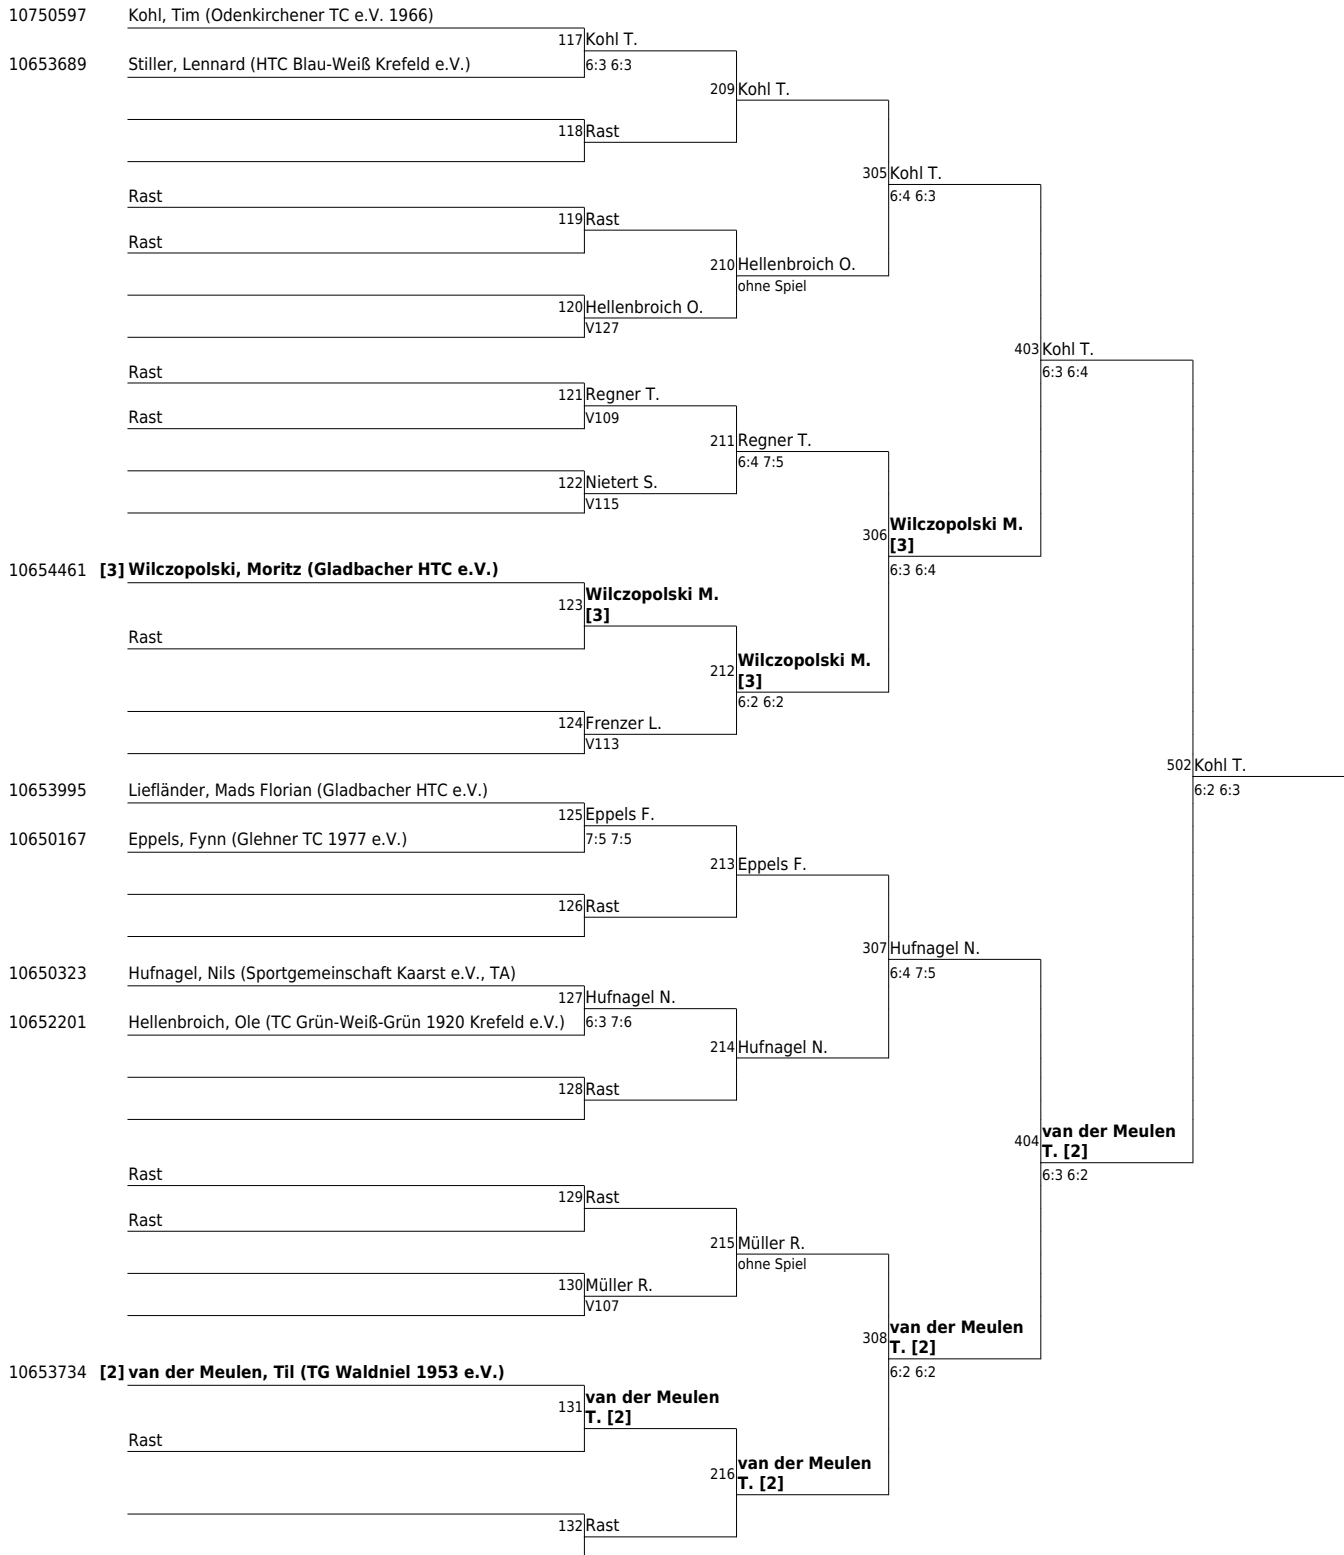 10750597 Kohl, Tim (Odenkirchener TC e.V. 1966)
117 Kohl T.
10653689 Stiller, Lennard (HTC Blau-Weiß Krefeld e.V.) 6:3 6:3
209 Kohl T.
118 Rast
305 Kohl T.
Rast 6:4 6:3
119 Rast
Rast
210 Hellenbroich O.
ohne Spiel
120 Hellenbroich O.
V127
403 Kohl T.
Rast 6:3 6:4
121 Regner T.
Rast V109
211 Regner T.
6:4 7:5
122 Nietert S.
V115
306 Wilczopolski M.
[3]
10654461 [3] Wilczopolski, Moritz (Gladbacher HTC e.V.) 6:3 6:4
123 Wilczopolski M.
[3]
Rast
212 Wilczopolski M.
[3]
6:2 6:2
124 Frenzer L.
V113
502 Kohl T.
10653995 Liefländer, Mads Florian (Gladbacher HTC e.V.) 6:2 6:3
125 Eppels F.
10650167 Eppels, Fynn (Glehner TC 1977 e.V.) 7:5 7:5
213 Eppels F.
126 Rast
307 Hufnagel N.
10650323 Hufnagel, Nils (Sportgemeinschaft Kaarst e.V., TA) 6:4 7:5
127 Hufnagel N.
10652201 Hellenbroich, Ole (TC Grün-Weiß-Grün 1920 Krefeld e.V.) 6:3 7:6
214 Hufnagel N.
128 Rast
404 van der Meulen
T. [2]
Rast 6:3 6:2
129 Rast
Rast
215 Müller R.
ohne Spiel
130 Müller R.
V107
308 van der Meulen
T. [2]
10653734 [2] van der Meulen, Til (TG Waldniel 1953 e.V.) 6:2 6:2
131 van der Meulen
T. [2]
Rast
216 van der Meulen
T. [2]
132 Rast